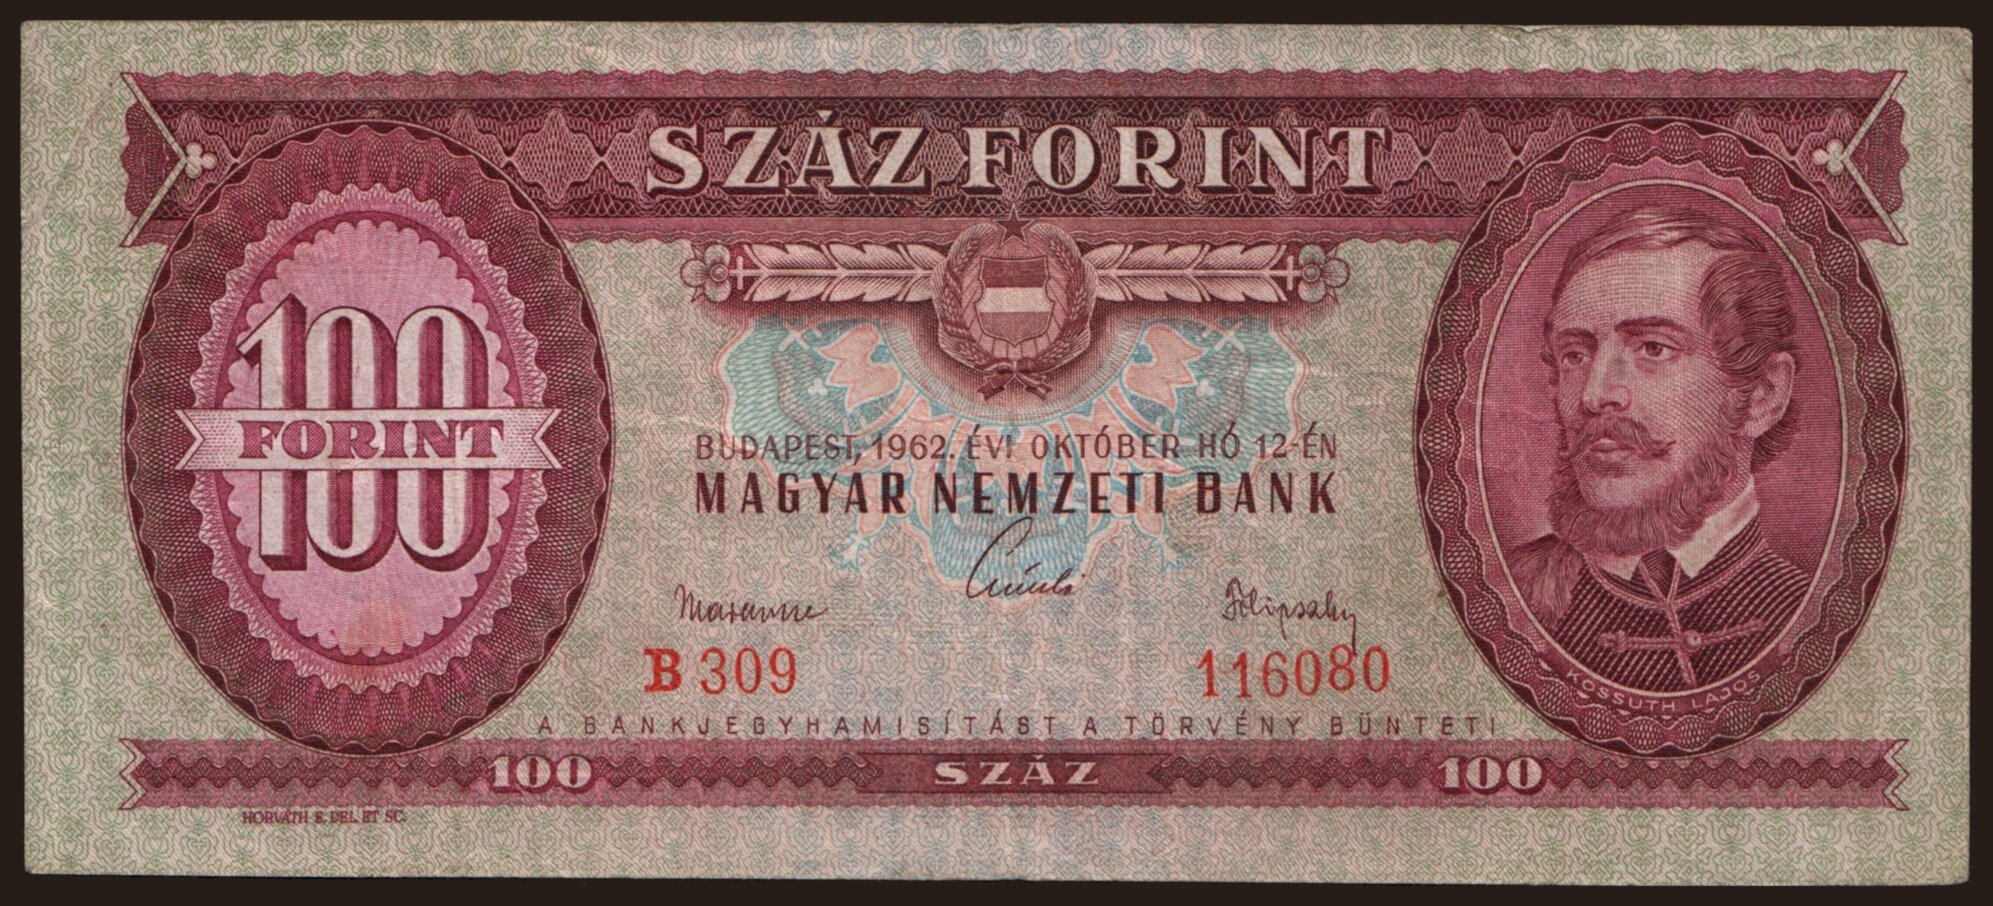 SZÁZ FORINT
100
FORINT
100
BUDAPEST, 1962. ÉVI OKTÓBER HÓ 12-ÉN
MAGYAR NEMZETI BANK
B 309
116080
KOSSUTH LAJOS
A BANKJEGYHAMISÍTÁST A TÖRVÉNY BÜNTETI
100 SZÁZ 100
HORVÁTH E. DEL. ET SC.